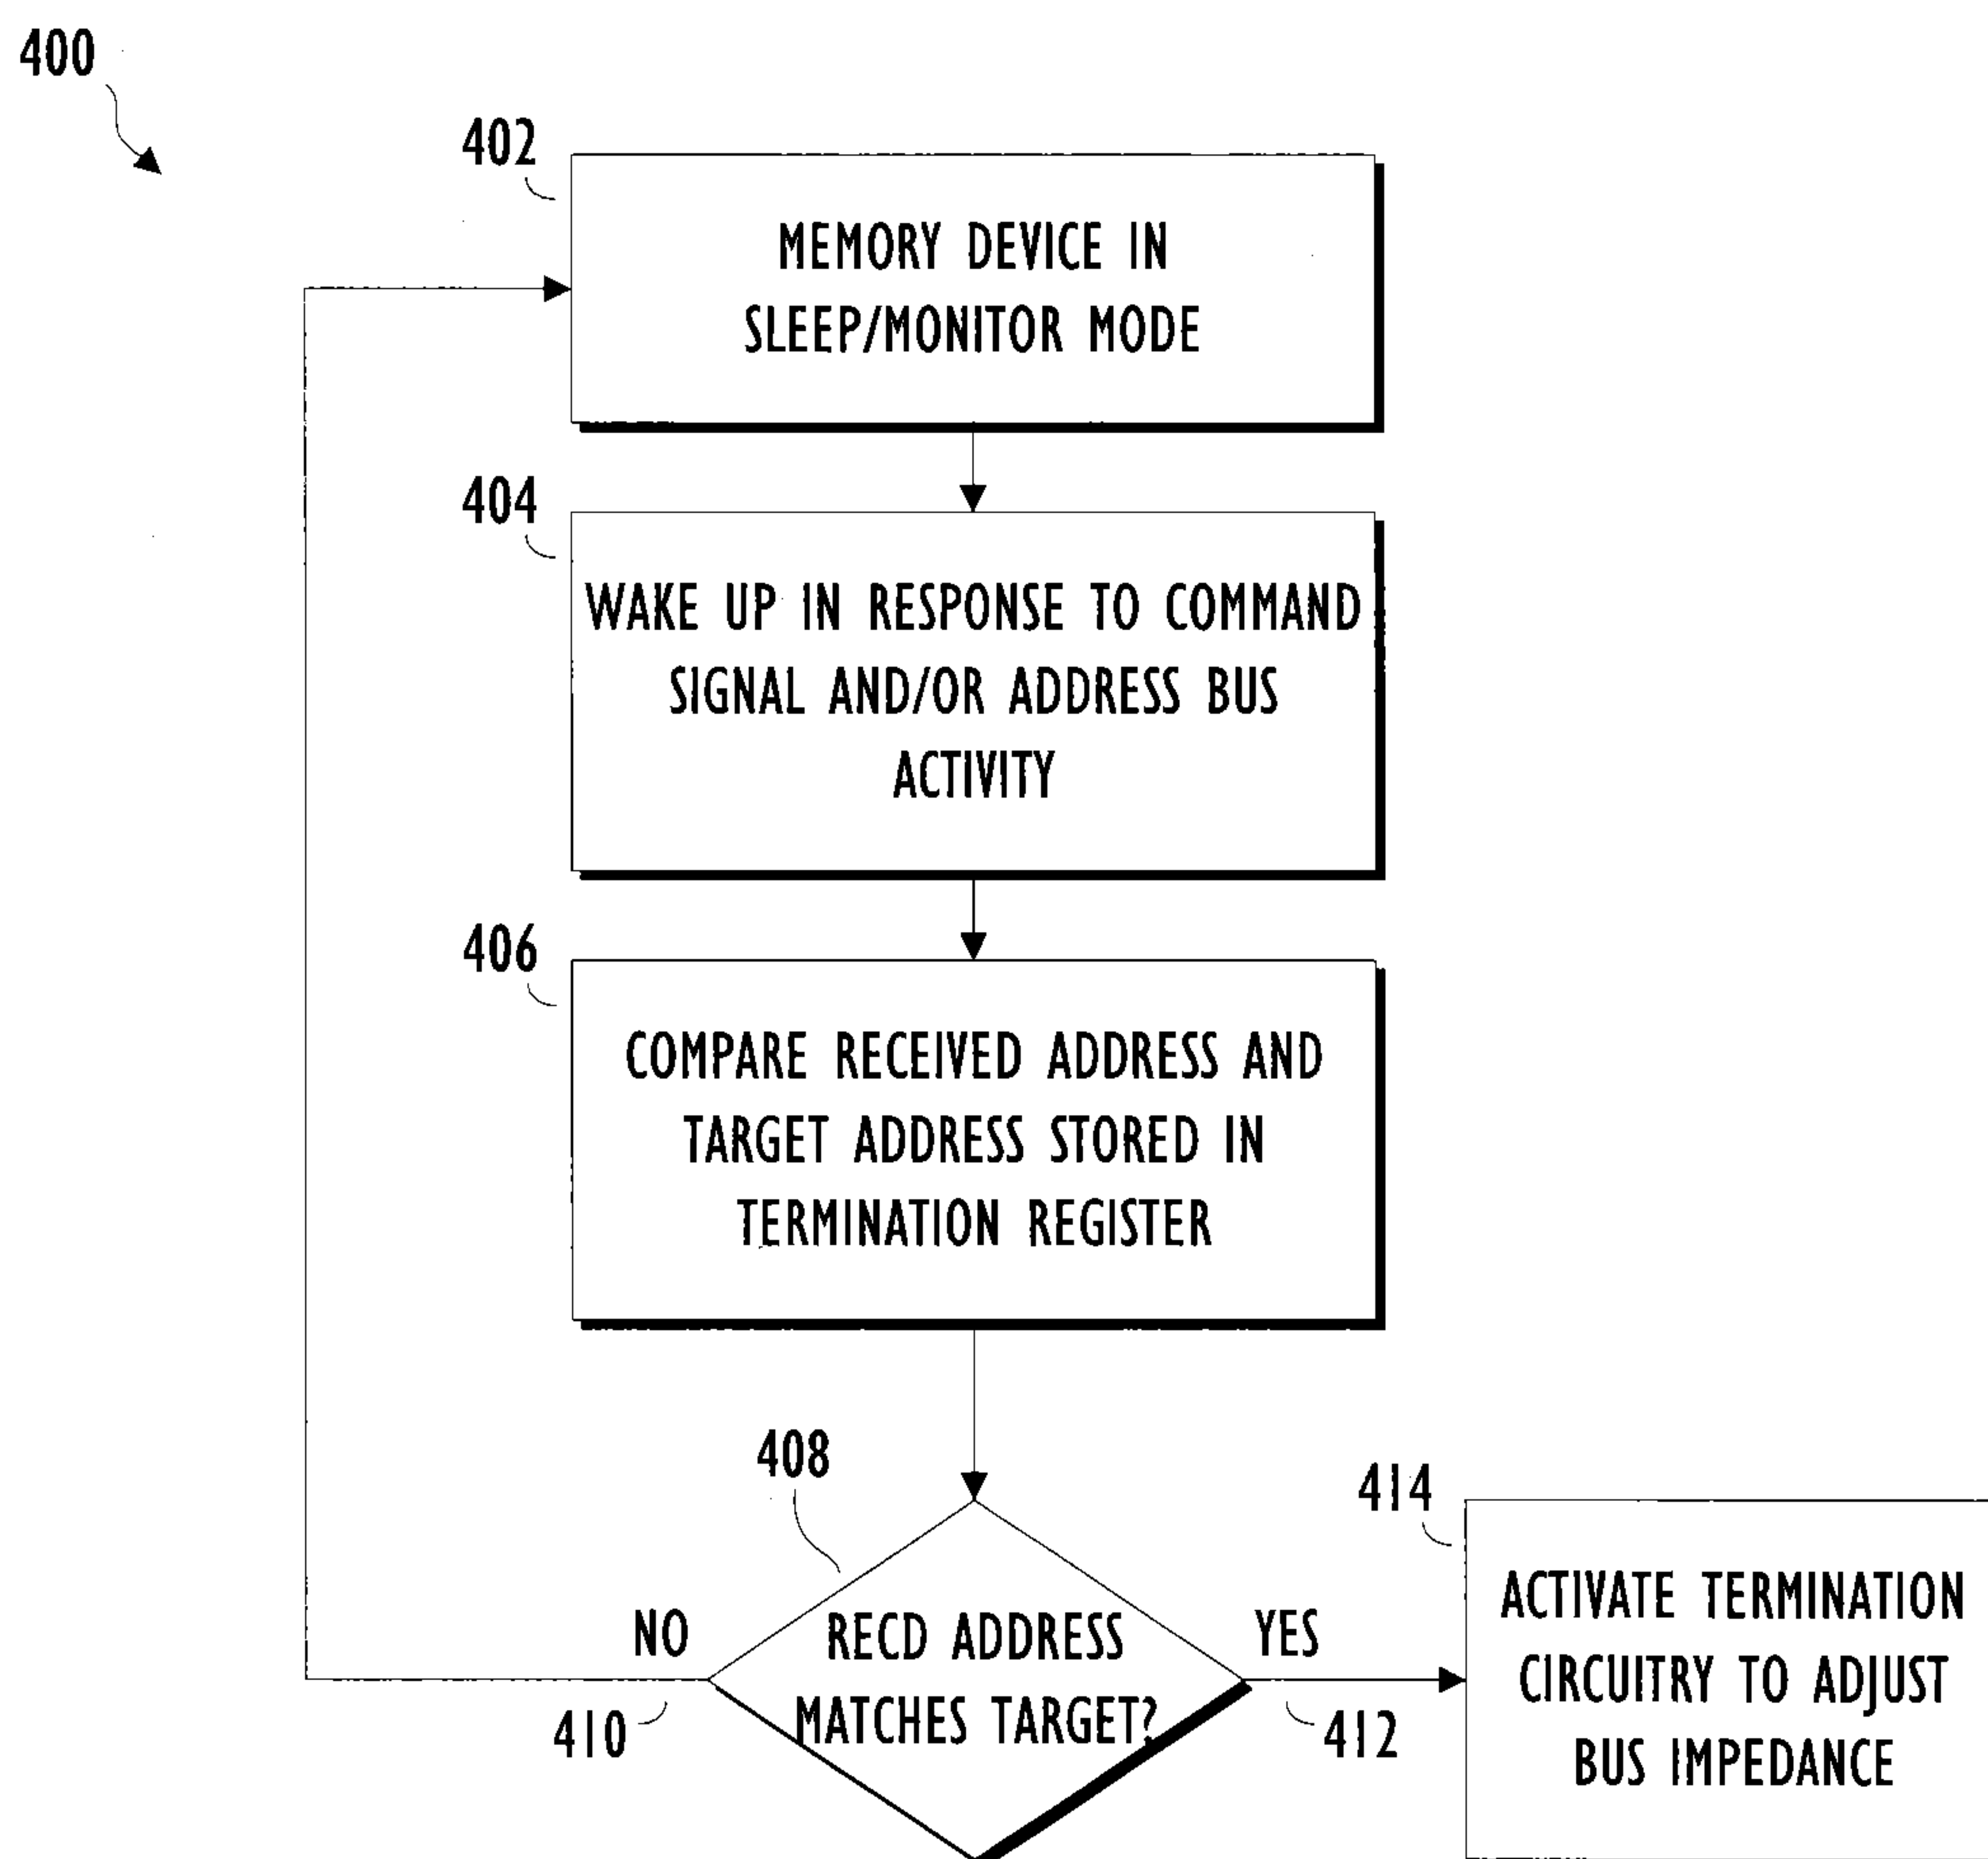 400
402
MEMORY DEVICE IN
SLEEP/MONITOR MODE
404
WAKE UP IN RESPONSE TO COMMAND
SIGNAL AND/OR ADDRESS BUS
ACTIVITY
406
COMPARE RECEIVED ADDRESS AND
TARGET ADDRESS STORED IN
TERMINATION REGISTER
408
RECD ADDRESS
MATCHES TARGET?
NO
410
YES
412
414
ACTIVATE TERMINATION
CIRCUITRY TO ADJUST
BUS IMPEDANCE